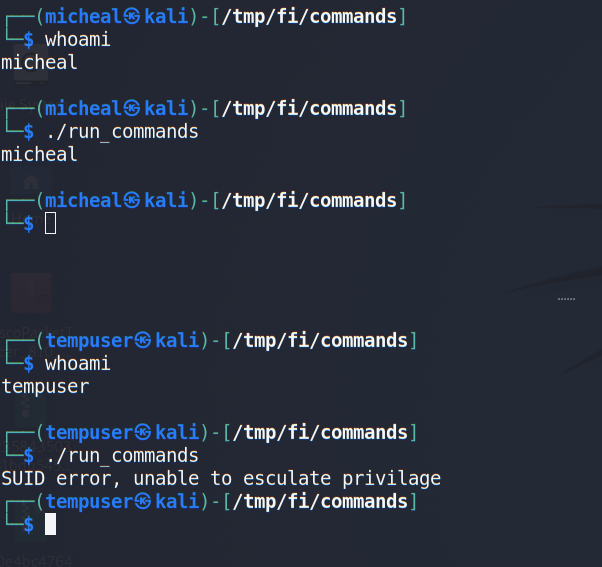 ┌──(micheal㉿kali)-[/tmp/fi/commands]
└─$ whoami
micheal
┌──(micheal㉿kali)-[/tmp/fi/commands]
└─$ ./run_commands
micheal
┌──(micheal㉿kali)-[/tmp/fi/commands]
└─$
┌──(tempuser㉿kali)-[/tmp/fi/commands]
└─$ whoami
tempuser
┌──(tempuser㉿kali)-[/tmp/fi/commands]
└─$ ./run_commands
SUID error, unable to esculate privilage
┌──(tempuser㉿kali)-[/tmp/fi/commands]
└─$